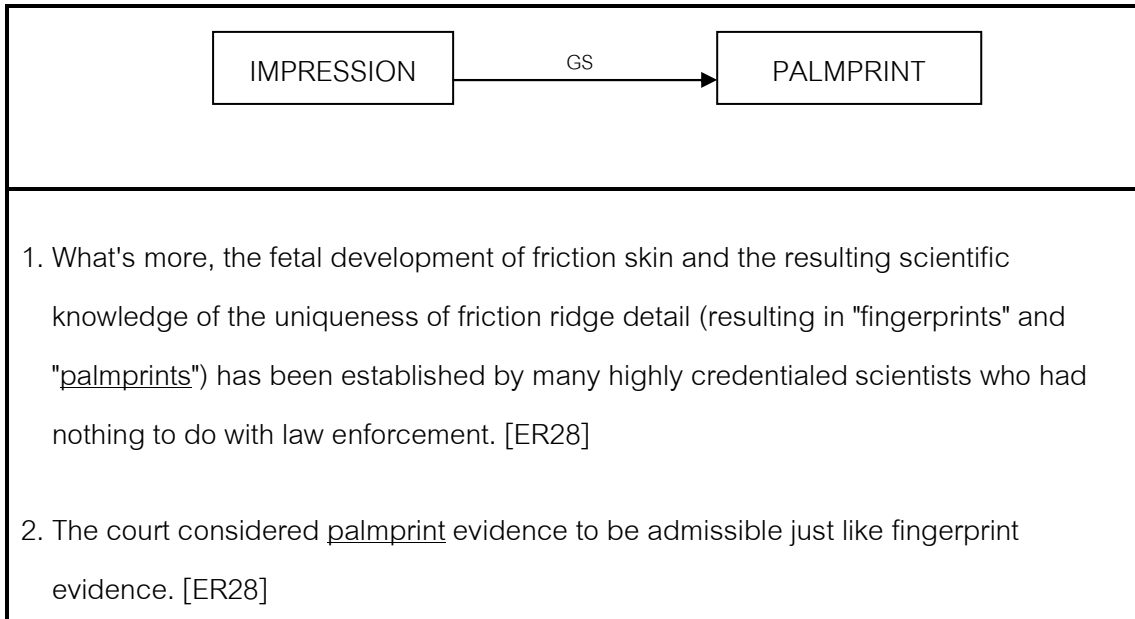 IMPRESSION GS PALMPRINT
1. What's more, the fetal development of friction skin and the resulting scientific
knowledge of the uniqueness of friction ridge detail (resulting in "fingerprints" and
"palmprints") has been established by many highly credentialed scientists who had
nothing to do with law enforcement. [ER28]
2. The court considered palmprint evidence to be admissible just like fingerprint
evidence. [ER28]